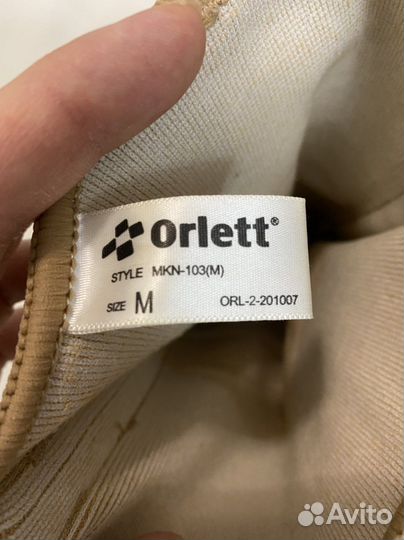 Orlett®
STYLE MKN-103(M)
SIZE M ORL-2-201007
Avito